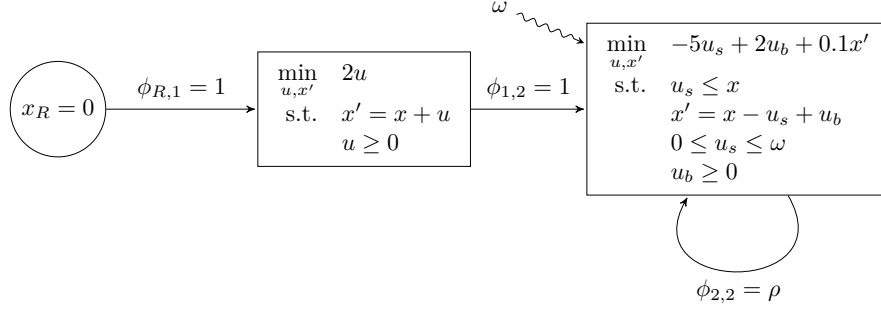 x_R = 0
ϕ_{R,1} = 1
min_{u,x′} 2u
s.t. x′ = x + u
u ≥ 0
ϕ_{1,2} = 1
ω
min_{u,x′} −5u_s + 2u_b + 0.1x′
s.t. u_s ≤ x
x′ = x − u_s + u_b
0 ≤ u_s ≤ ω
u_b ≥ 0
ϕ_{2,2} = ρ